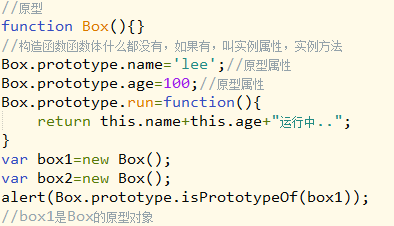 //原型
function Box(){}
//构造函数函数体什么都没有，如果有，叫实例属性，实例方法
Box.prototype.name='lee';//原型属性
Box.prototype.age=100;//原型属性
Box.prototype.run=function(){
    return this.name+this.age+"运行中..";
}
var box1=new Box();
var box2=new Box();
alert(Box.prototype.isPrototypeOf(box1));
//box1是Box的原型对象